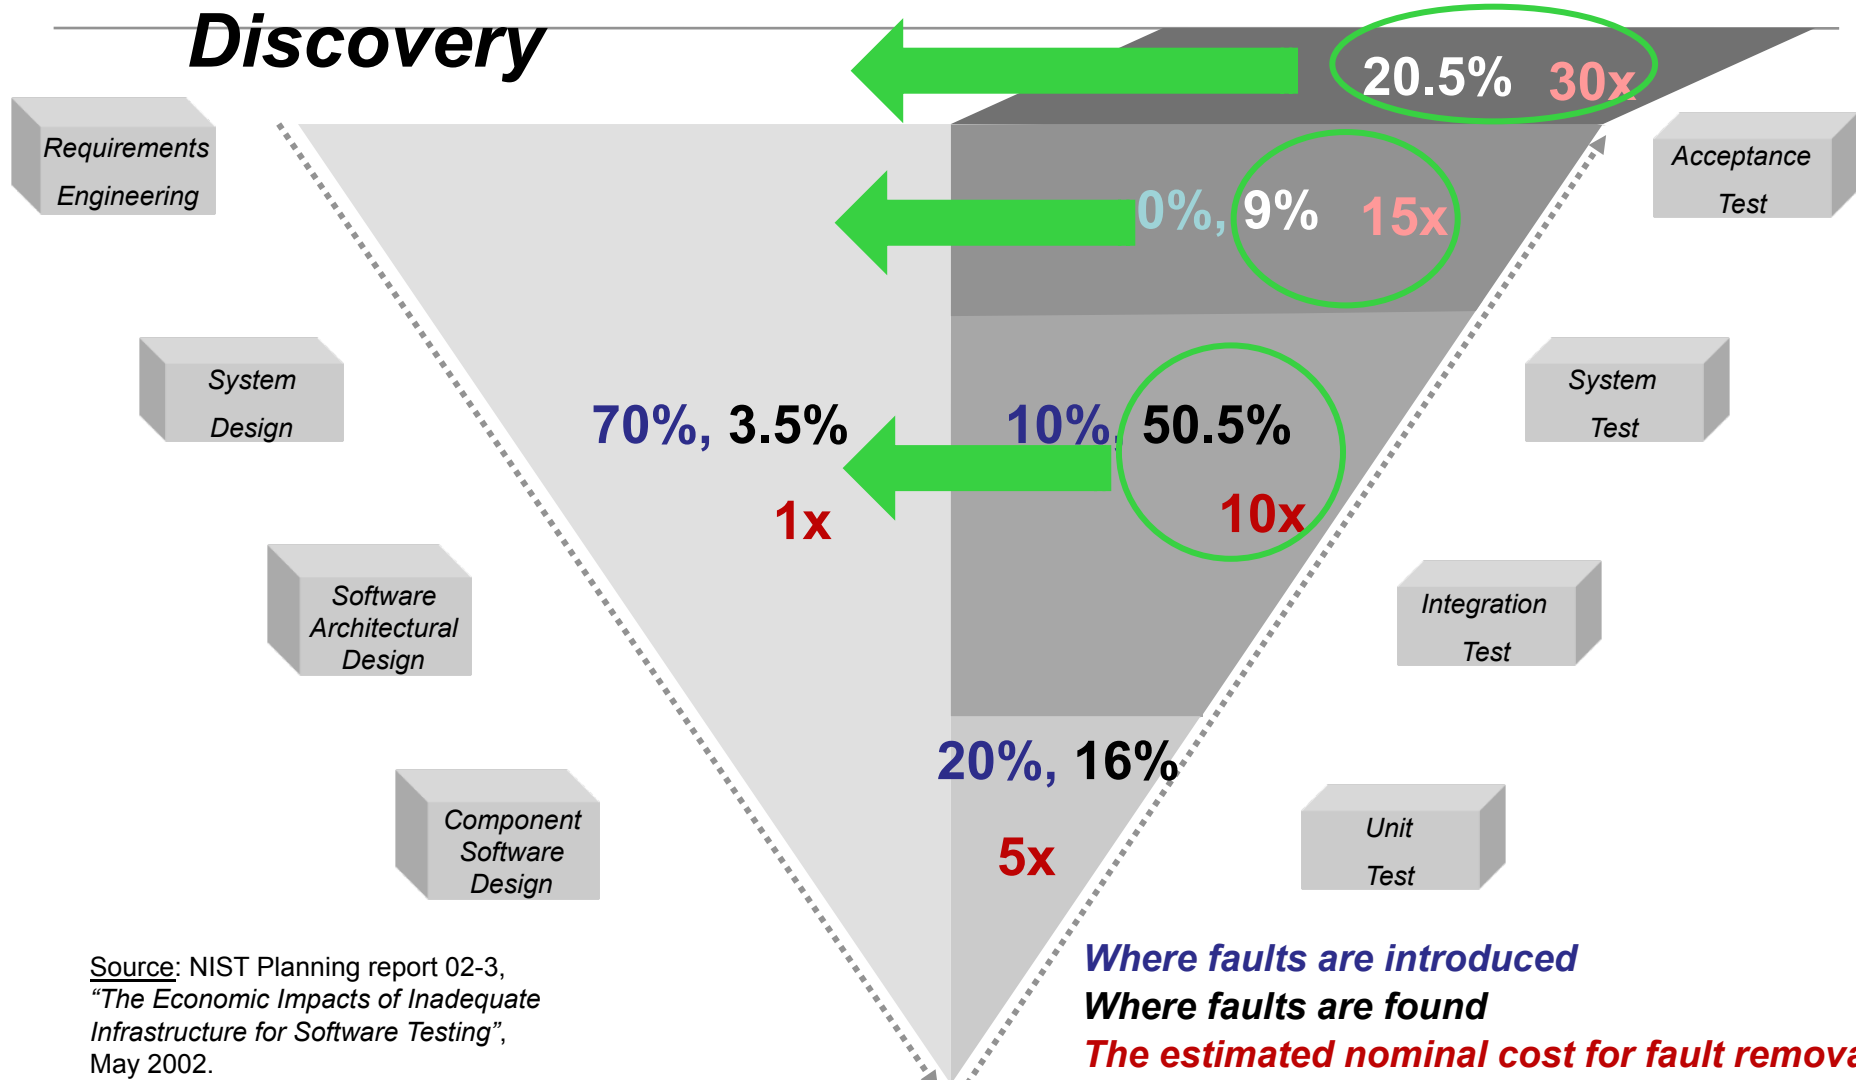 Discovery
20.5% 30x
Requirements
Engineering
Acceptance
Test
0%, 9% 15x
System
Design
System
Test
70%, 3.5%
1x
10%, 50.5%
10x
Software
Architectural
Design
Integration
Test
20%, 16%
5x
Component
Software
Design
Unit
Test
Source: NIST Planning report 02-3,
“The Economic Impacts of Inadequate
Infrastructure for Software Testing”,
May 2002.
Where faults are introduced
Where faults are found
The estimated nominal cost for fault remova